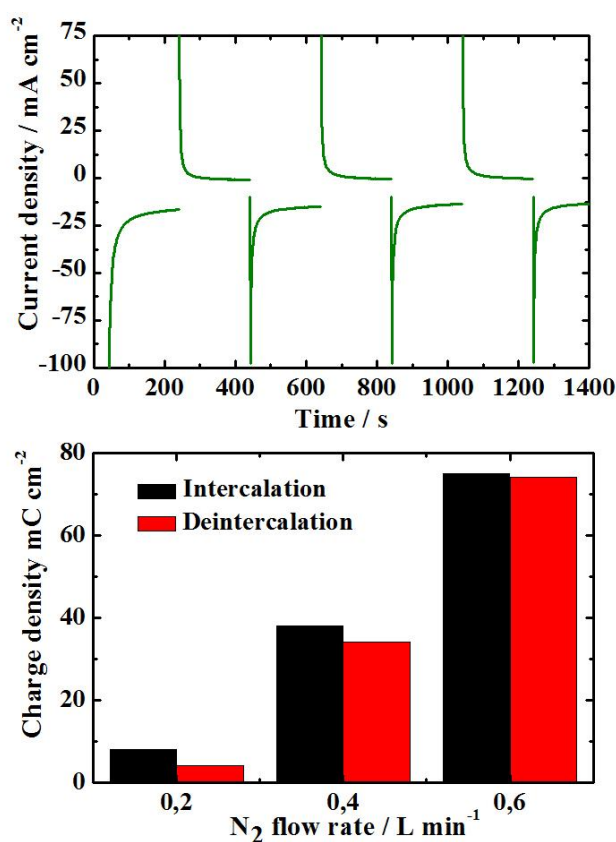 75
50
25
0
-25
-50
-75
-100
Current density / mA cm⁻²
0 200 400 600 800 1000 1200 1400
Time / s
80
60
40
20
0
Charge density mC cm⁻²
Intercalation
Deintercalation
0,2 0,4 0,6
N₂ flow rate / L min⁻¹